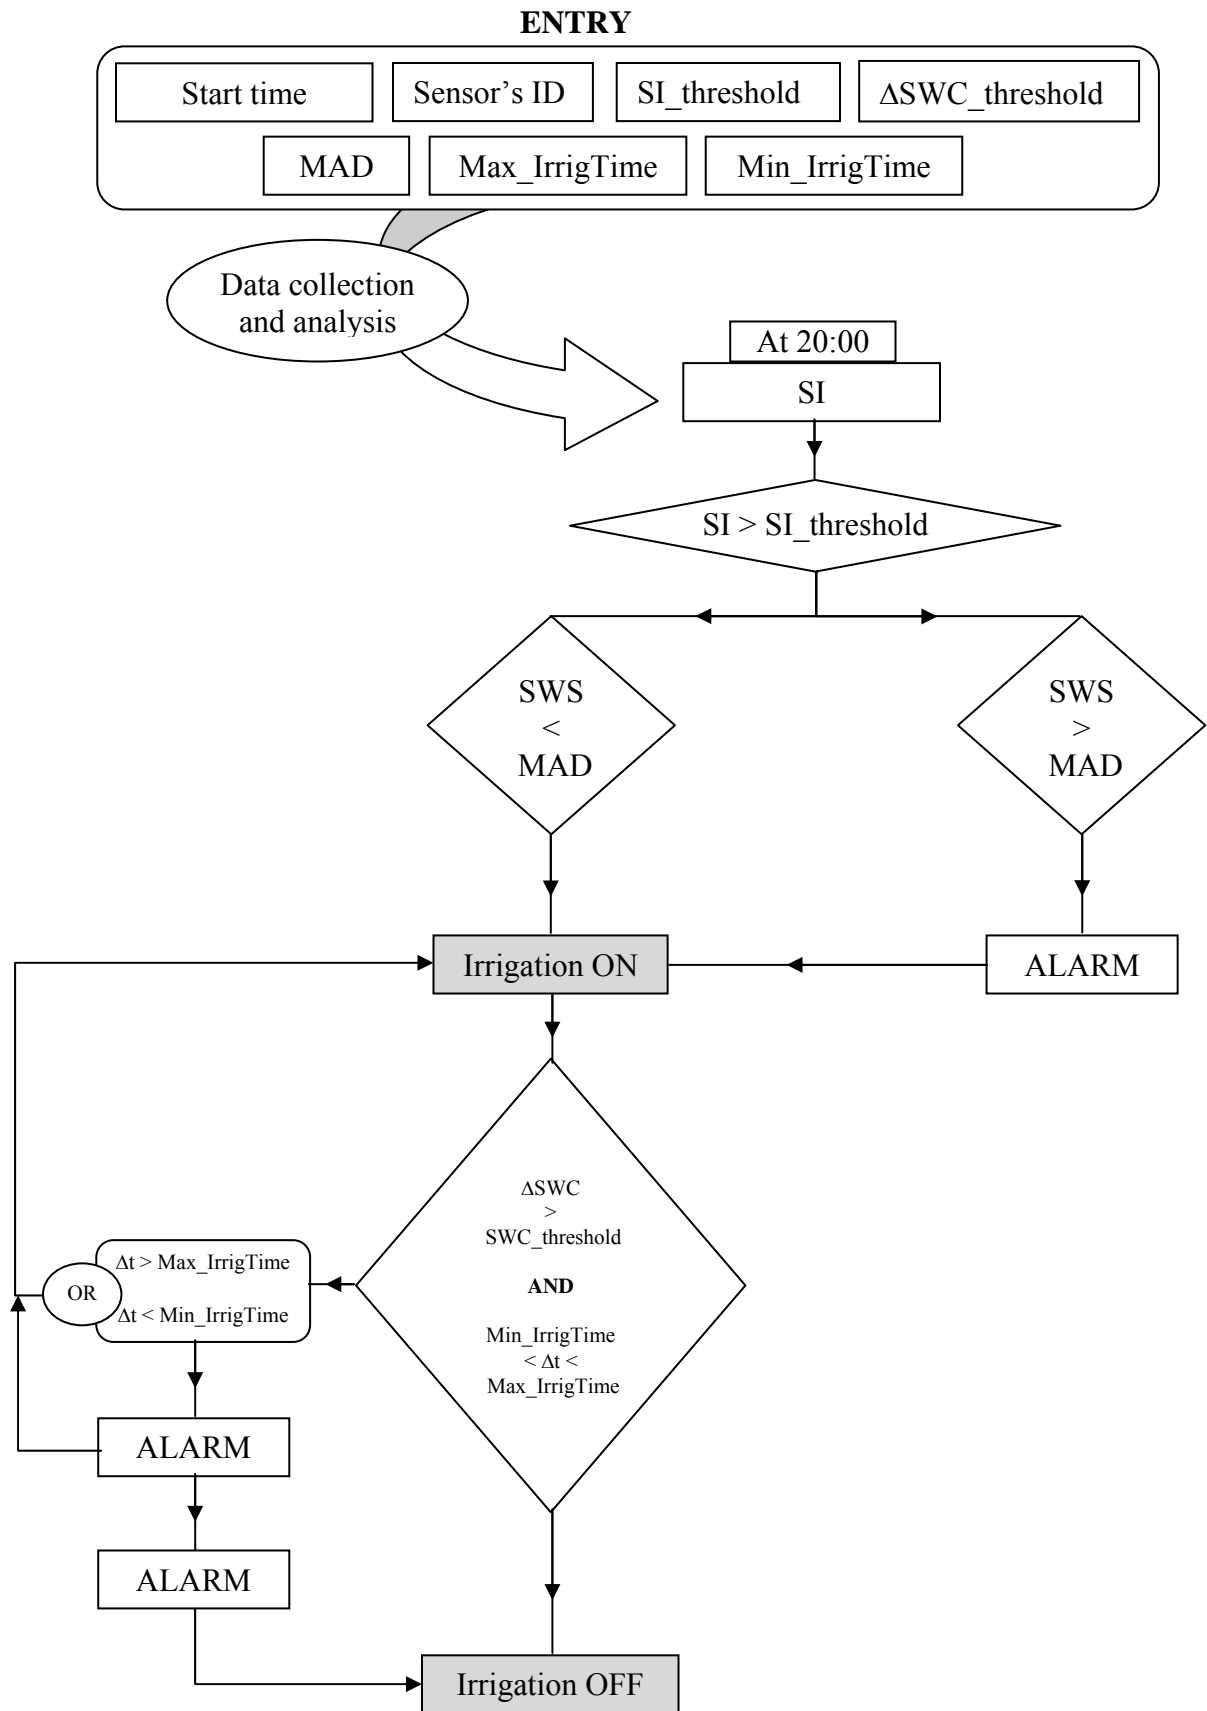 ENTRY
Start time
Sensor's ID
SI_threshold
ΔSWC_threshold
MAD
Max_IrrigTime
Min_IrrigTime
Data collection
and analysis
At 20:00
SI
SI > SI_threshold
SWS
<
MAD
SWS
>
MAD
Irrigation ON
ALARM
ΔSWC
>
SWC_threshold
AND
Min_IrrigTime
< Δt <
Max_IrrigTime
Δt > Max_IrrigTime
OR
Δt < Min_IrrigTime
ALARM
ALARM
Irrigation OFF